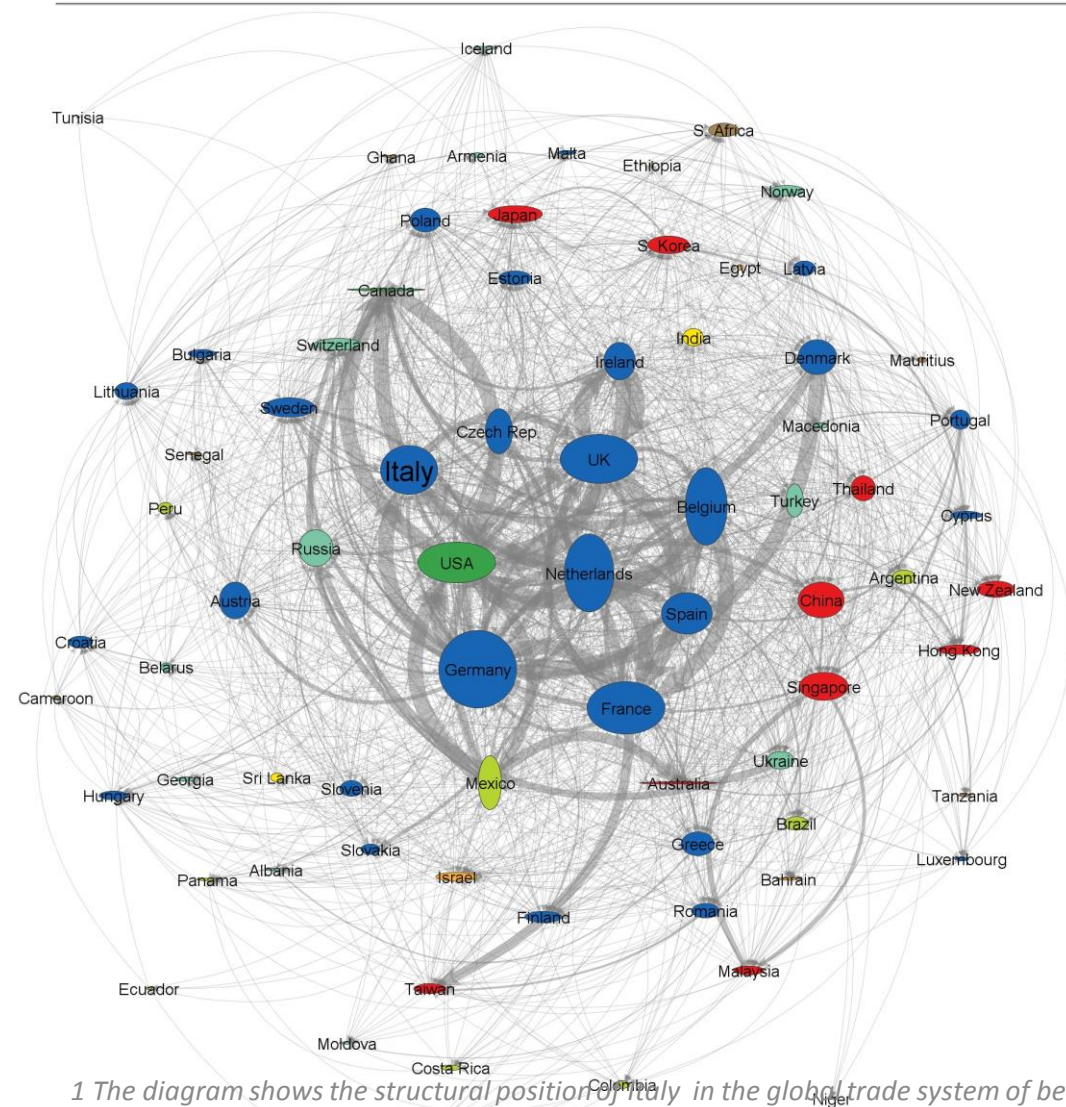 Iceland
Tunisia
S. Africa
Ghana
Armenia
Malta
Ethiopia
Norway
Poland
Japan
S. Korea
Egypt
Latvia
Estonia
Canada
India
Switzerland
Bulgaria
Ireland
Denmark
Mauritius
Lithuania
Sweden
Czech Rep
Macedonia
Portugal
Senegal
Italy
UK
Peru
Belgium
Turkey
Thailand
Cyprus
Russia
USA
Netherlands
Argentina
New Zealand
Austria
China
Spain
Croatia
Belarus
Germany
Hong Kong
Cameroon
Singapore
France
Ukraine
Georgia
Sri Lanka
Slovenia
Mexico
Australia
Hungary
Tanzania
Brazil
Slovakia
Greece
Luxembourg
Panama
Albania
Israel
Bahrain
Finland
Romania
Malaysia
Ecuador
Taiwan
Moldova
Costa Rica
Colombia
1 The diagram shows the structural position of Italy in the global trade system of be
Niger